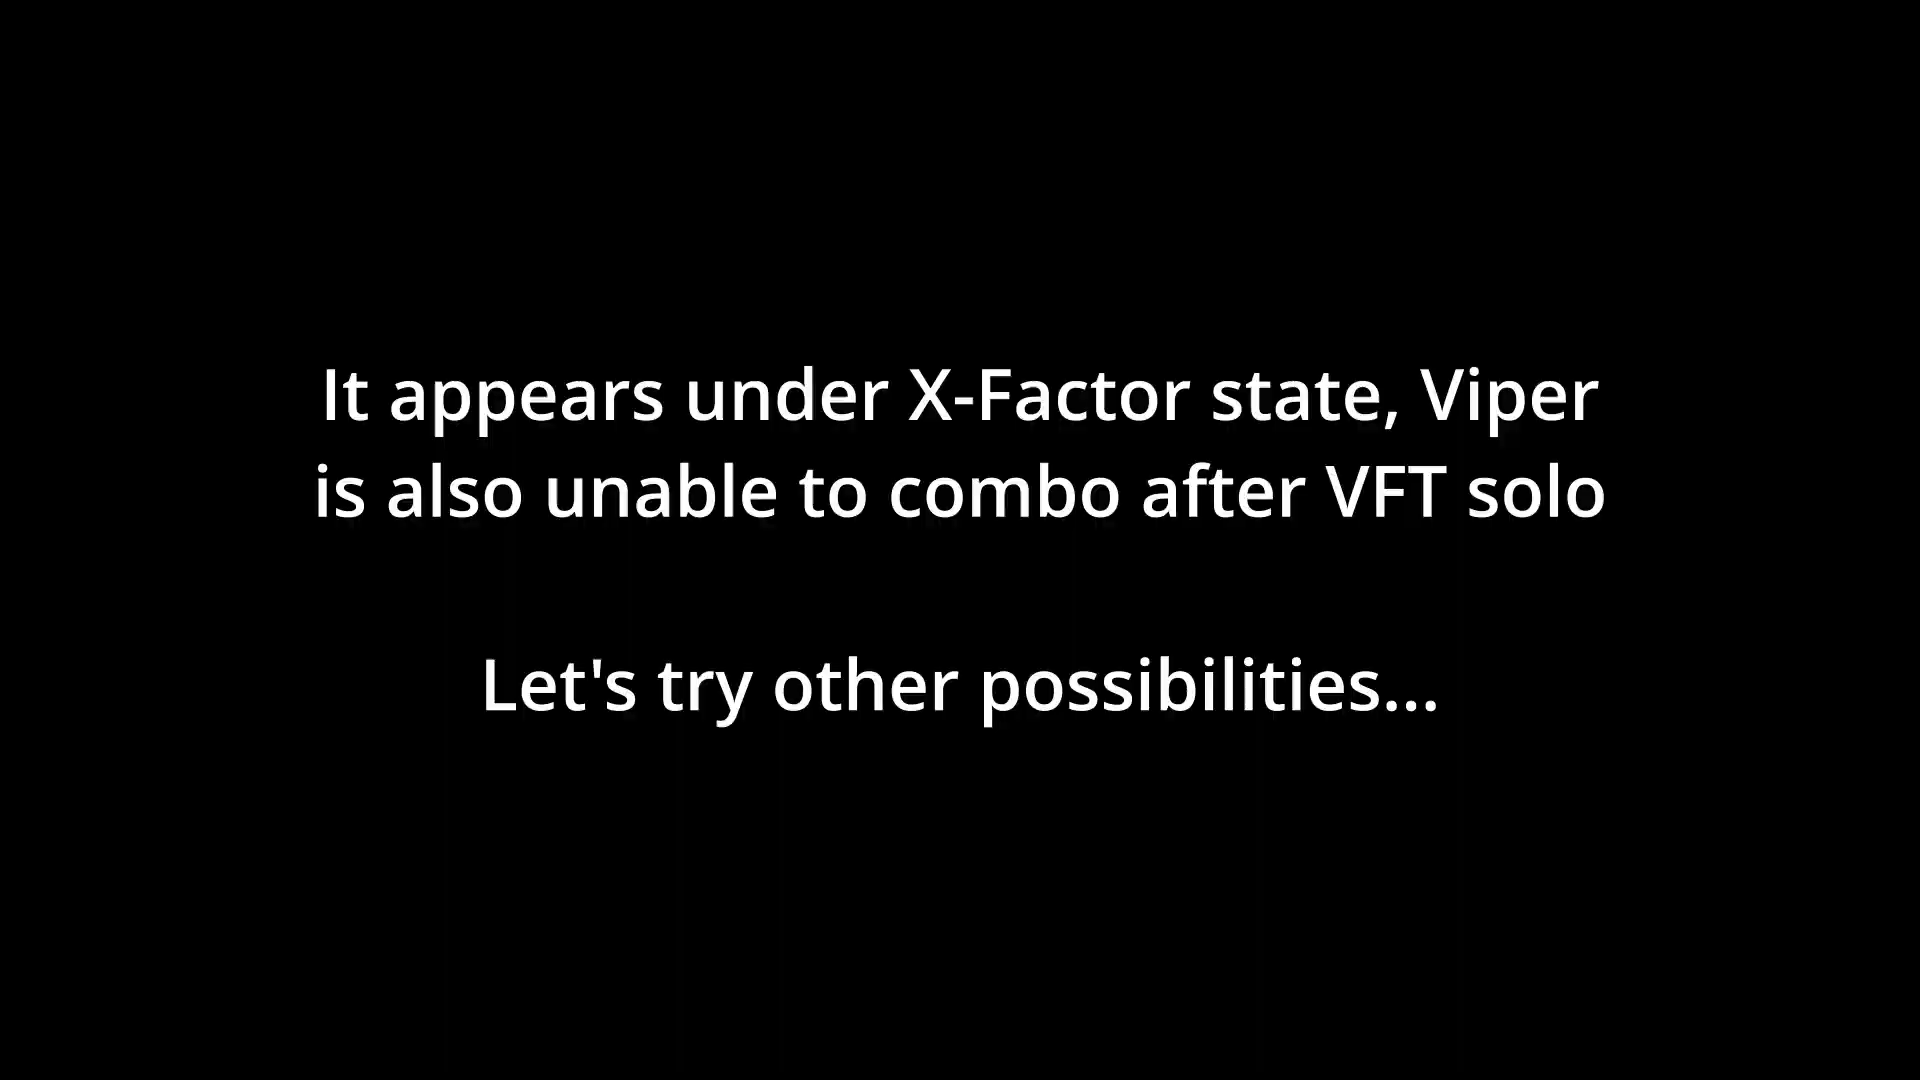 It appears under X-Factor state, Viper
is also unable to combo after VFT solo
Let's try other possibilities...